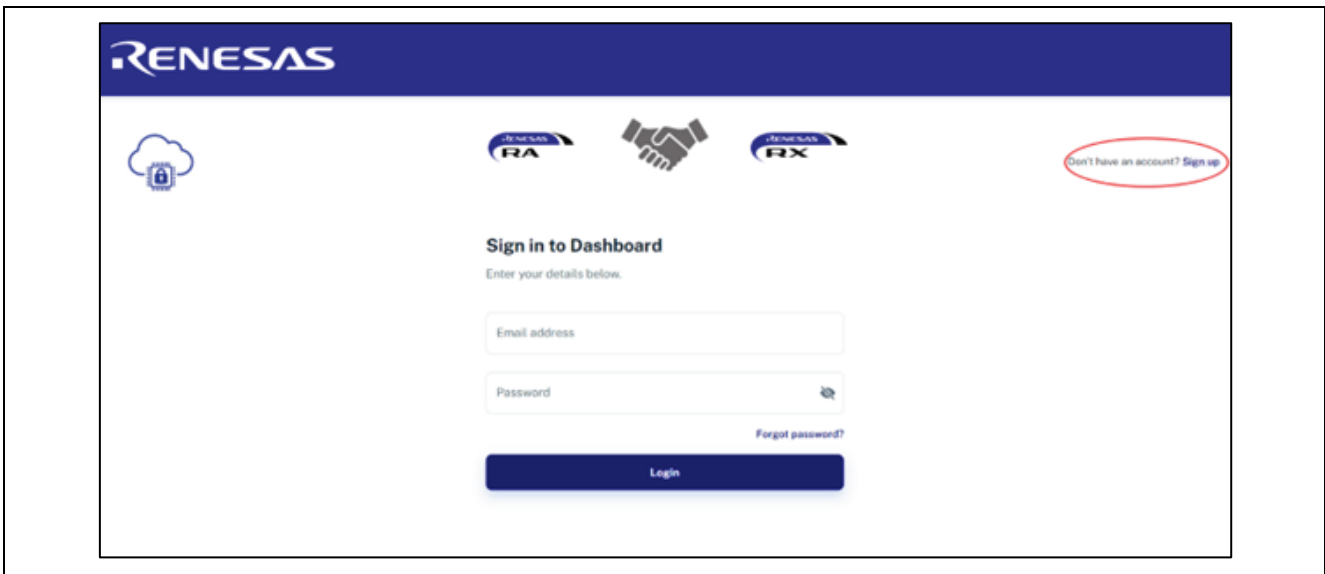 RENESAS
RENESAS
RA
RENESAS
RX
Don't have an account? Sign up
Sign in to Dashboard
Enter your details below.
Email address
Password
Forgot password?
Login